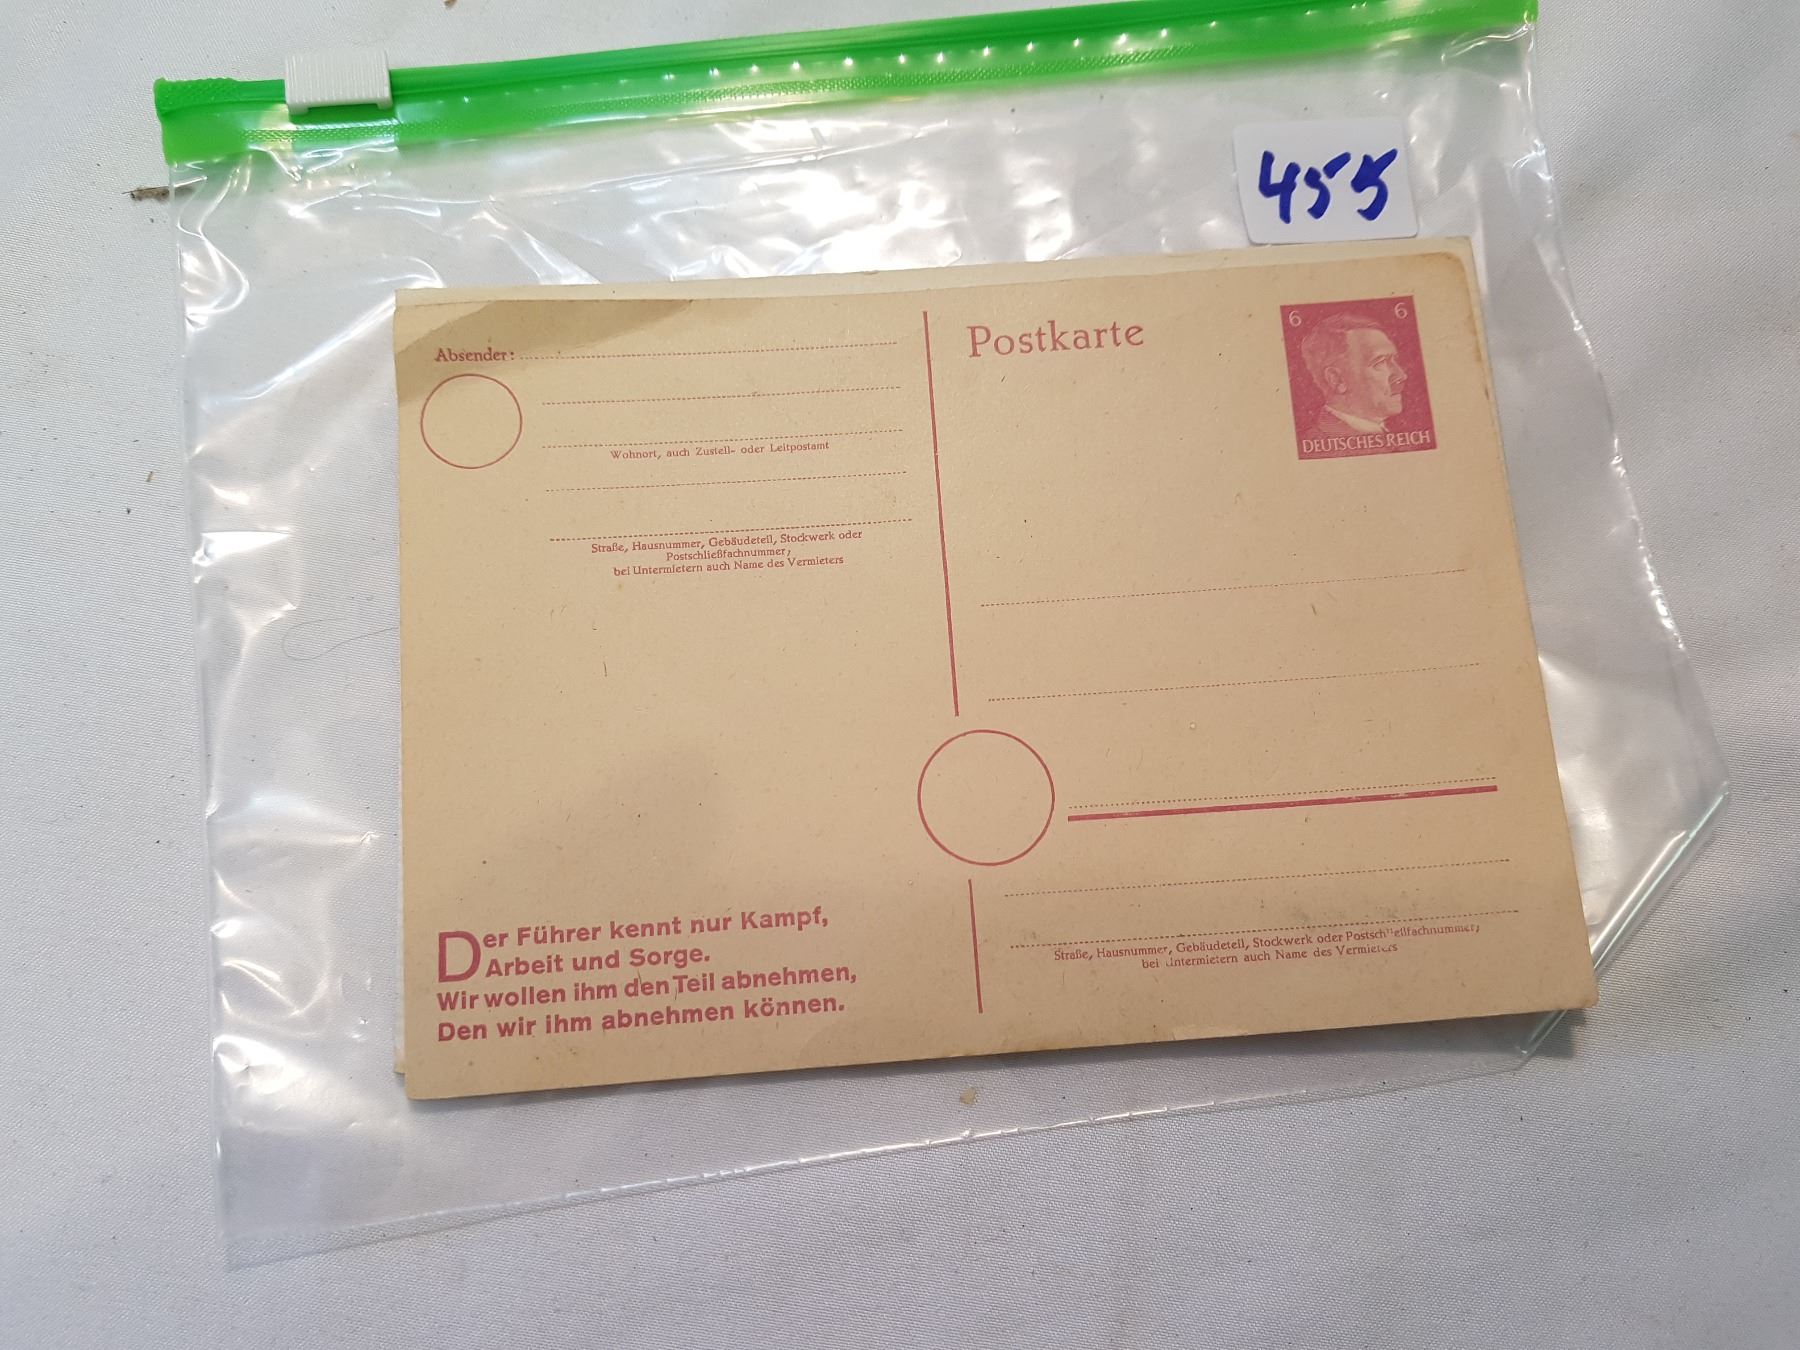 455
Absender:
Wohnort, auch Zustell- oder Leitpostamt
Straße, Hausnummer, Gebäudeteil, Stockwerk oder
Postschließfachnummer;
bei Untermietern auch Name des Vermieters
Der Führer kennt nur Kampf,
Arbeit und Sorge.
Wir wollen ihm den Teil abnehmen,
Den wir ihm abnehmen können.
Postkarte
6 6
DEUTSCHES REICH
Straße, Hausnummer, Gebäudeteil, Stockwerk oder Postschließfachnummer;
bei Untermietern auch Name des Vermieters